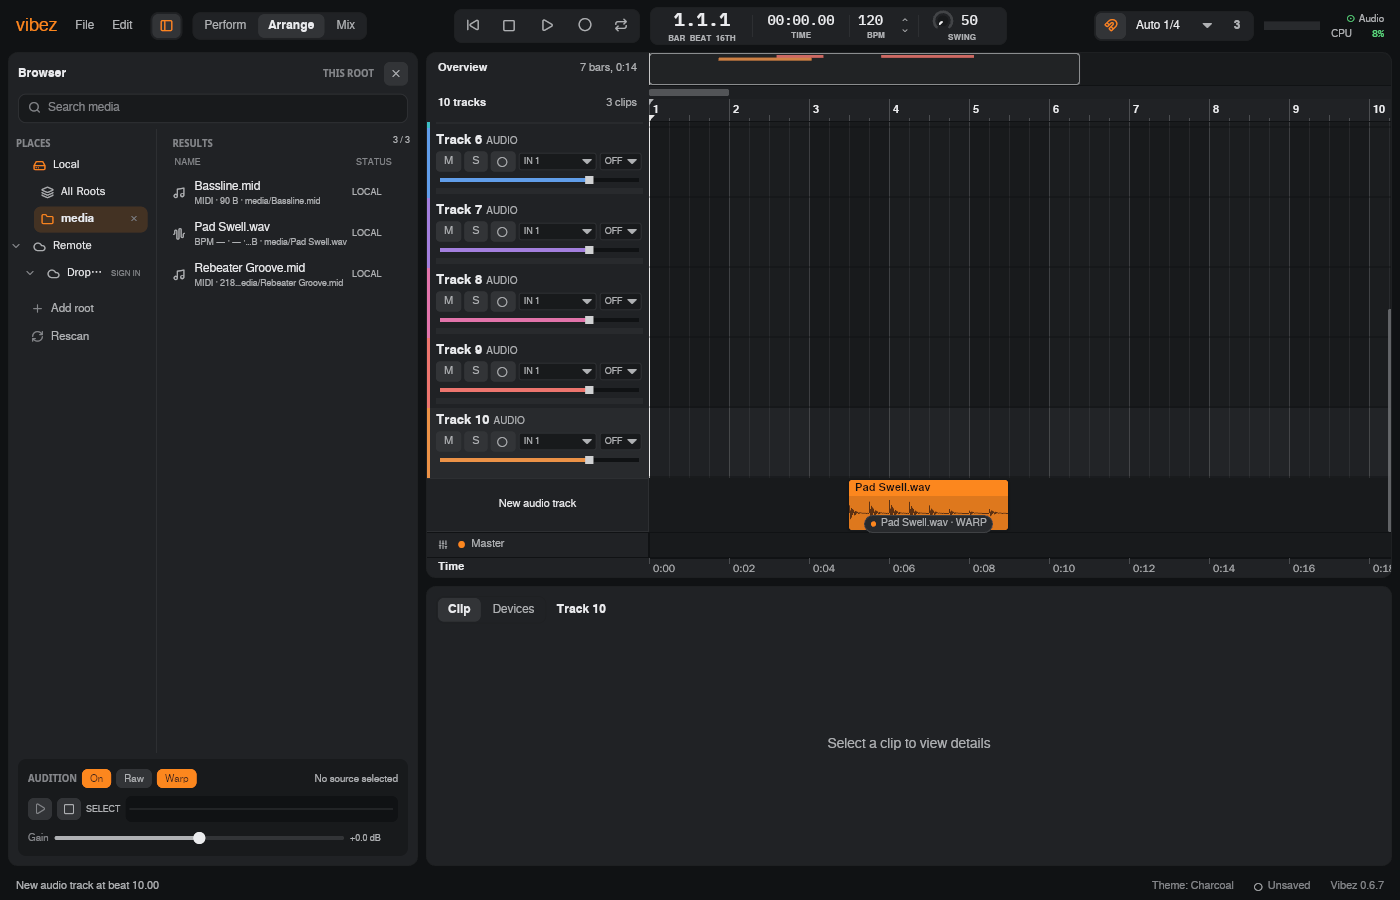 vibez File Edit Perform Arrange Mix
1.1.1 00:00.00 120 50
BAR BEAT 16TH TIME BPM SWING
Auto 1/4 3 Audio
CPU 8%
Browser THIS ROOT
Search media
PLACES
Local
All Roots
media
Remote
Drop··· SIGN IN
Add root
Rescan
RESULTS 3 / 3
NAME STATUS
Bassline.mid LOCAL
MIDI · 90 B · media/Bassline.mid
Pad Swell.wav LOCAL
BPM — · — ·...B · media/Pad Swell.wav
Rebeater Groove.mid LOCAL
MIDI · 218...edia/Rebeater Groove.mid
AUDITION On Raw Warp No source selected
SELECT
Gain +0.0 dB
Overview 7 bars, 0:14
10 tracks 3 clips
1 2 3 4 5 6 7 8 9 10
Track 6 AUDIO
M S IN 1 OFF
Track 7 AUDIO
M S IN 1 OFF
Track 8 AUDIO
M S IN 1 OFF
Track 9 AUDIO
M S IN 1 OFF
Track 10 AUDIO
M S IN 1 OFF
New audio track
Pad Swell.wav
Pad Swell.wav · WARP
Master
Time 0:00 0:02 0:04 0:06 0:08 0:10 0:12 0:14 0:16
Clip Devices Track 10
Select a clip to view details
New audio track at beat 10.00
Theme: Charcoal Unsaved Vibez 0.6.7